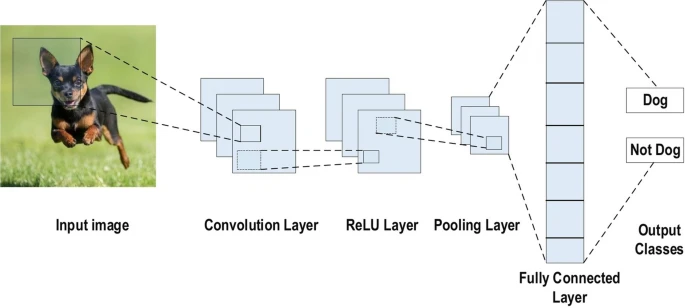 Dog
Not Dog
Input image
Convolution Layer
ReLU Layer
Pooling Layer
Output
Classes
Fully Connected
Layer